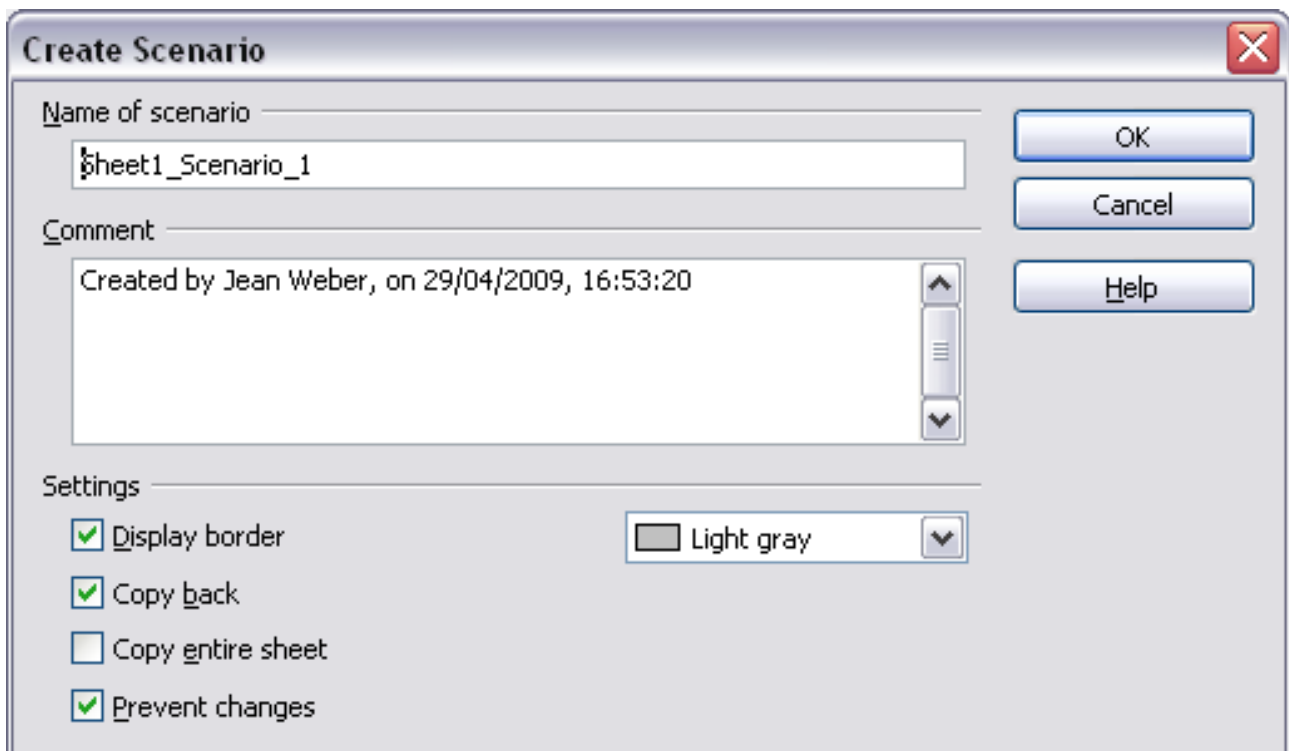 Create Scenario
Name of scenario
Sheet1_Scenario_1
OK
Cancel
Comment
Created by Jean Weber, on 29/04/2009, 16:53:20
Help
Settings
Display border
Light gray
Copy back
Copy entire sheet
Prevent changes